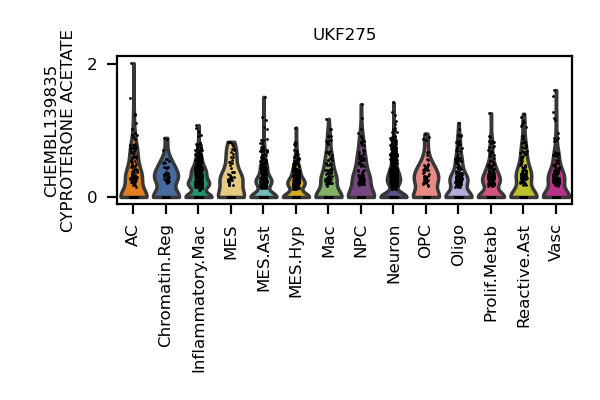 UKF275
CHEMBL139835
CYPROTERONE ACETATE
2
0
AC
Chromatin.Reg
Inflammatory.Mac
MES
MES.Ast
MES.Hyp
Mac
NPC
Neuron
OPC
Oligo
Prolif.Metab
Reactive.Ast
Vasc